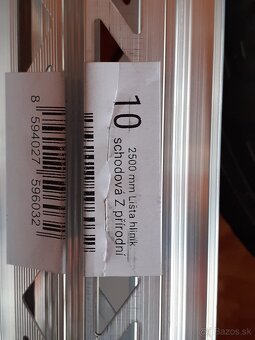 10
2500 mm Lišta hliník
schodová Z přírodní
8 594027 596032
bazos.sk